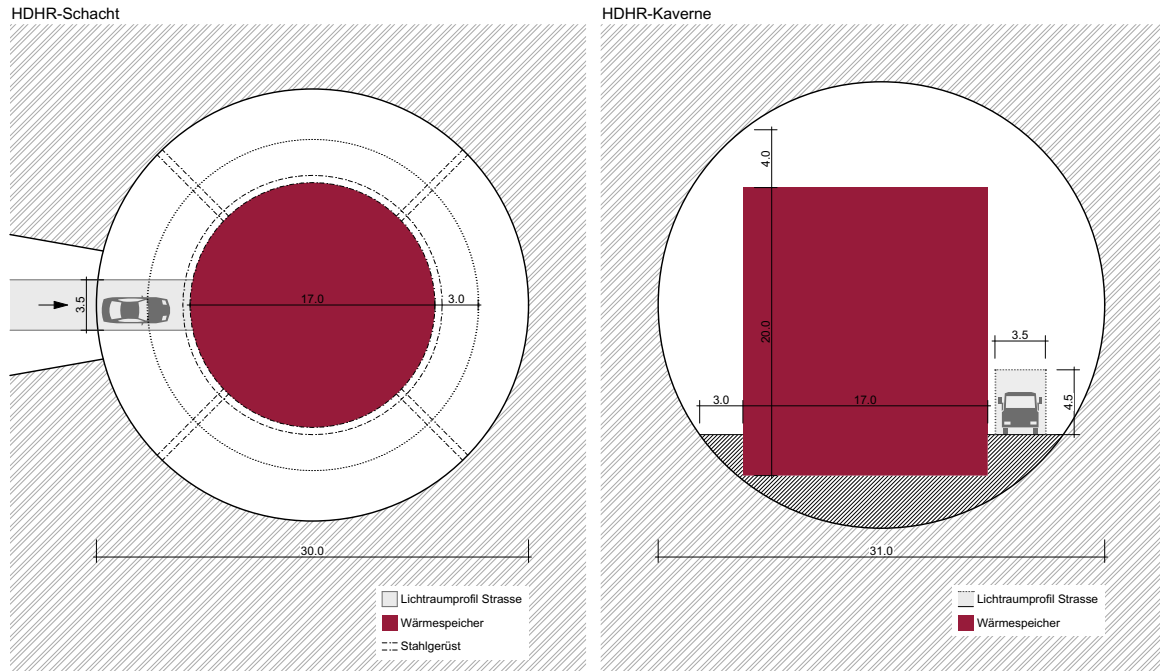 HDHR-Schacht
3.5
17.0
3.0
30.0
Lichtraumprofil Strasse
Wärmespeicher
Stahlgerüst
HDHR-Kaverne
4.0
20.0
3.5
3.0
17.0
4.5
31.0
Lichtraumprofil Strasse
Wärmespeicher